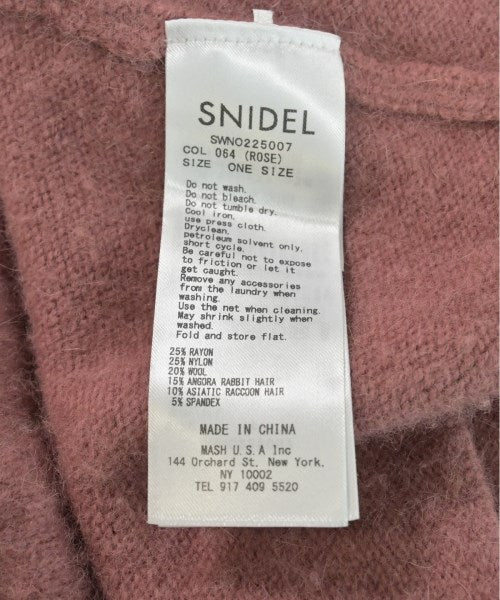 SNIDEL
SWNO225007
COL 064 (ROSE)
SIZE ONE SIZE
Do not wash.
Do not bleach.
Do not tumble dry.
Cool iron.
use press cloth.
Dryclean.
petroleum solvent only.
short cycle.
Be careful not to expose
to friction or let it
get caught.
Remove any accessories
from the laundry when
washing.
Use the net when cleaning.
May shrink slightly when
washed.
Fold and store flat.
25% RAYON
25% NYLON
20% WOOL
15% ANGORA RABBIT HAIR
10% ASIATIC RACCOON HAIR
5% SPANDEX
MADE IN CHINA
MASH U.S.A Inc
144 Orchard St. New York.
NY 10002
TEL 917 409 5520